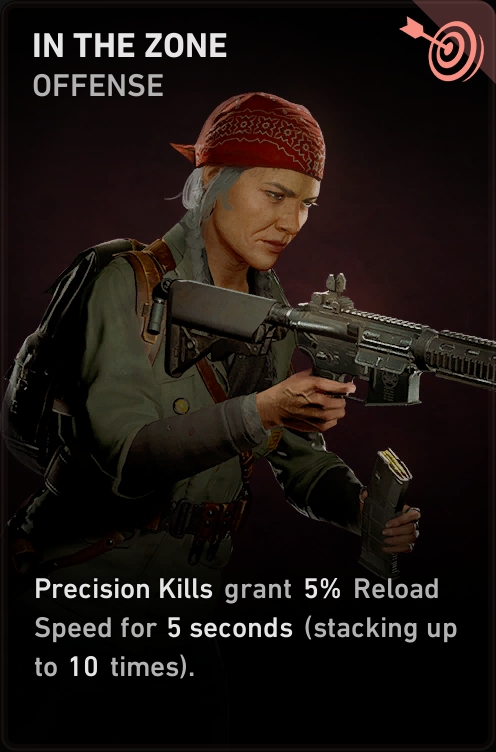 IN THE ZONE
OFFENSE
Precision Kills grant 5% Reload
Speed for 5 seconds (stacking up
to 10 times).